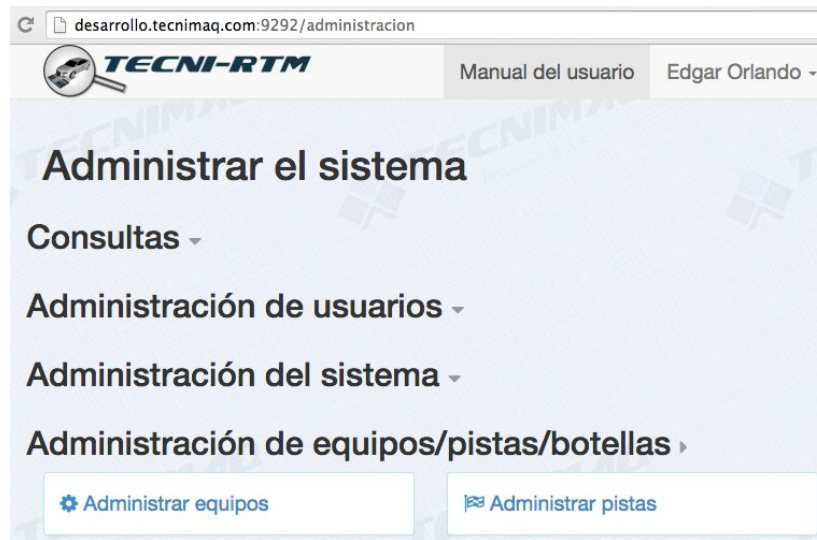 desarrollo.tecnimaq.com:9292/administracion
TECNI-RTM
Manual del usuario
Edgar Orlando
TECNIMAQ
Administrar el sistema
Consultas
Administración de usuarios
Administración del sistema
Administración de equipos/pistas/botellas
Administrar equipos
Administrar pistas